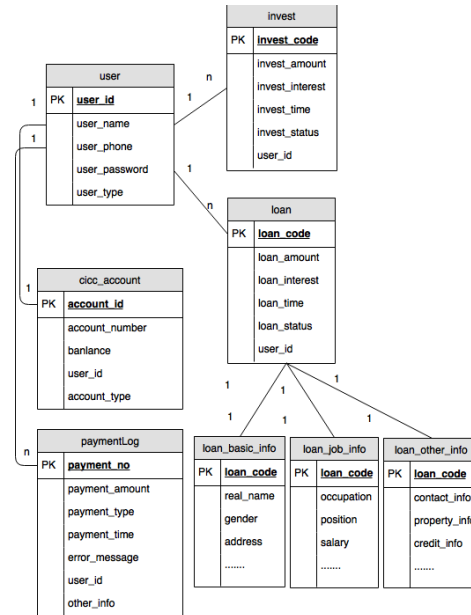 invest
PK invest_code
invest_amount
invest_interest
invest_time
invest_status
user_id
user
PK user_id
user_name
user_phone
user_password
user_type
1
1
1
n
1
n
loan
PK loan_code
loan_amount
loan_interest
loan_time
loan_status
user_id
cicc_account
PK account_id
account_number
banlance
user_id
account_type
1
n
paymentLog
PK payment_no
payment_amount
payment_type
payment_time
error_message
user_id
other_info
1
1
1
1
1
1
loan_basic_info
PK loan_code
real_name
gender
address
.......
loan_job_info
PK loan_code
occupation
position
salary
.......
loan_other_info
PK loan_code
contact_info
property_info
credit_info
.......